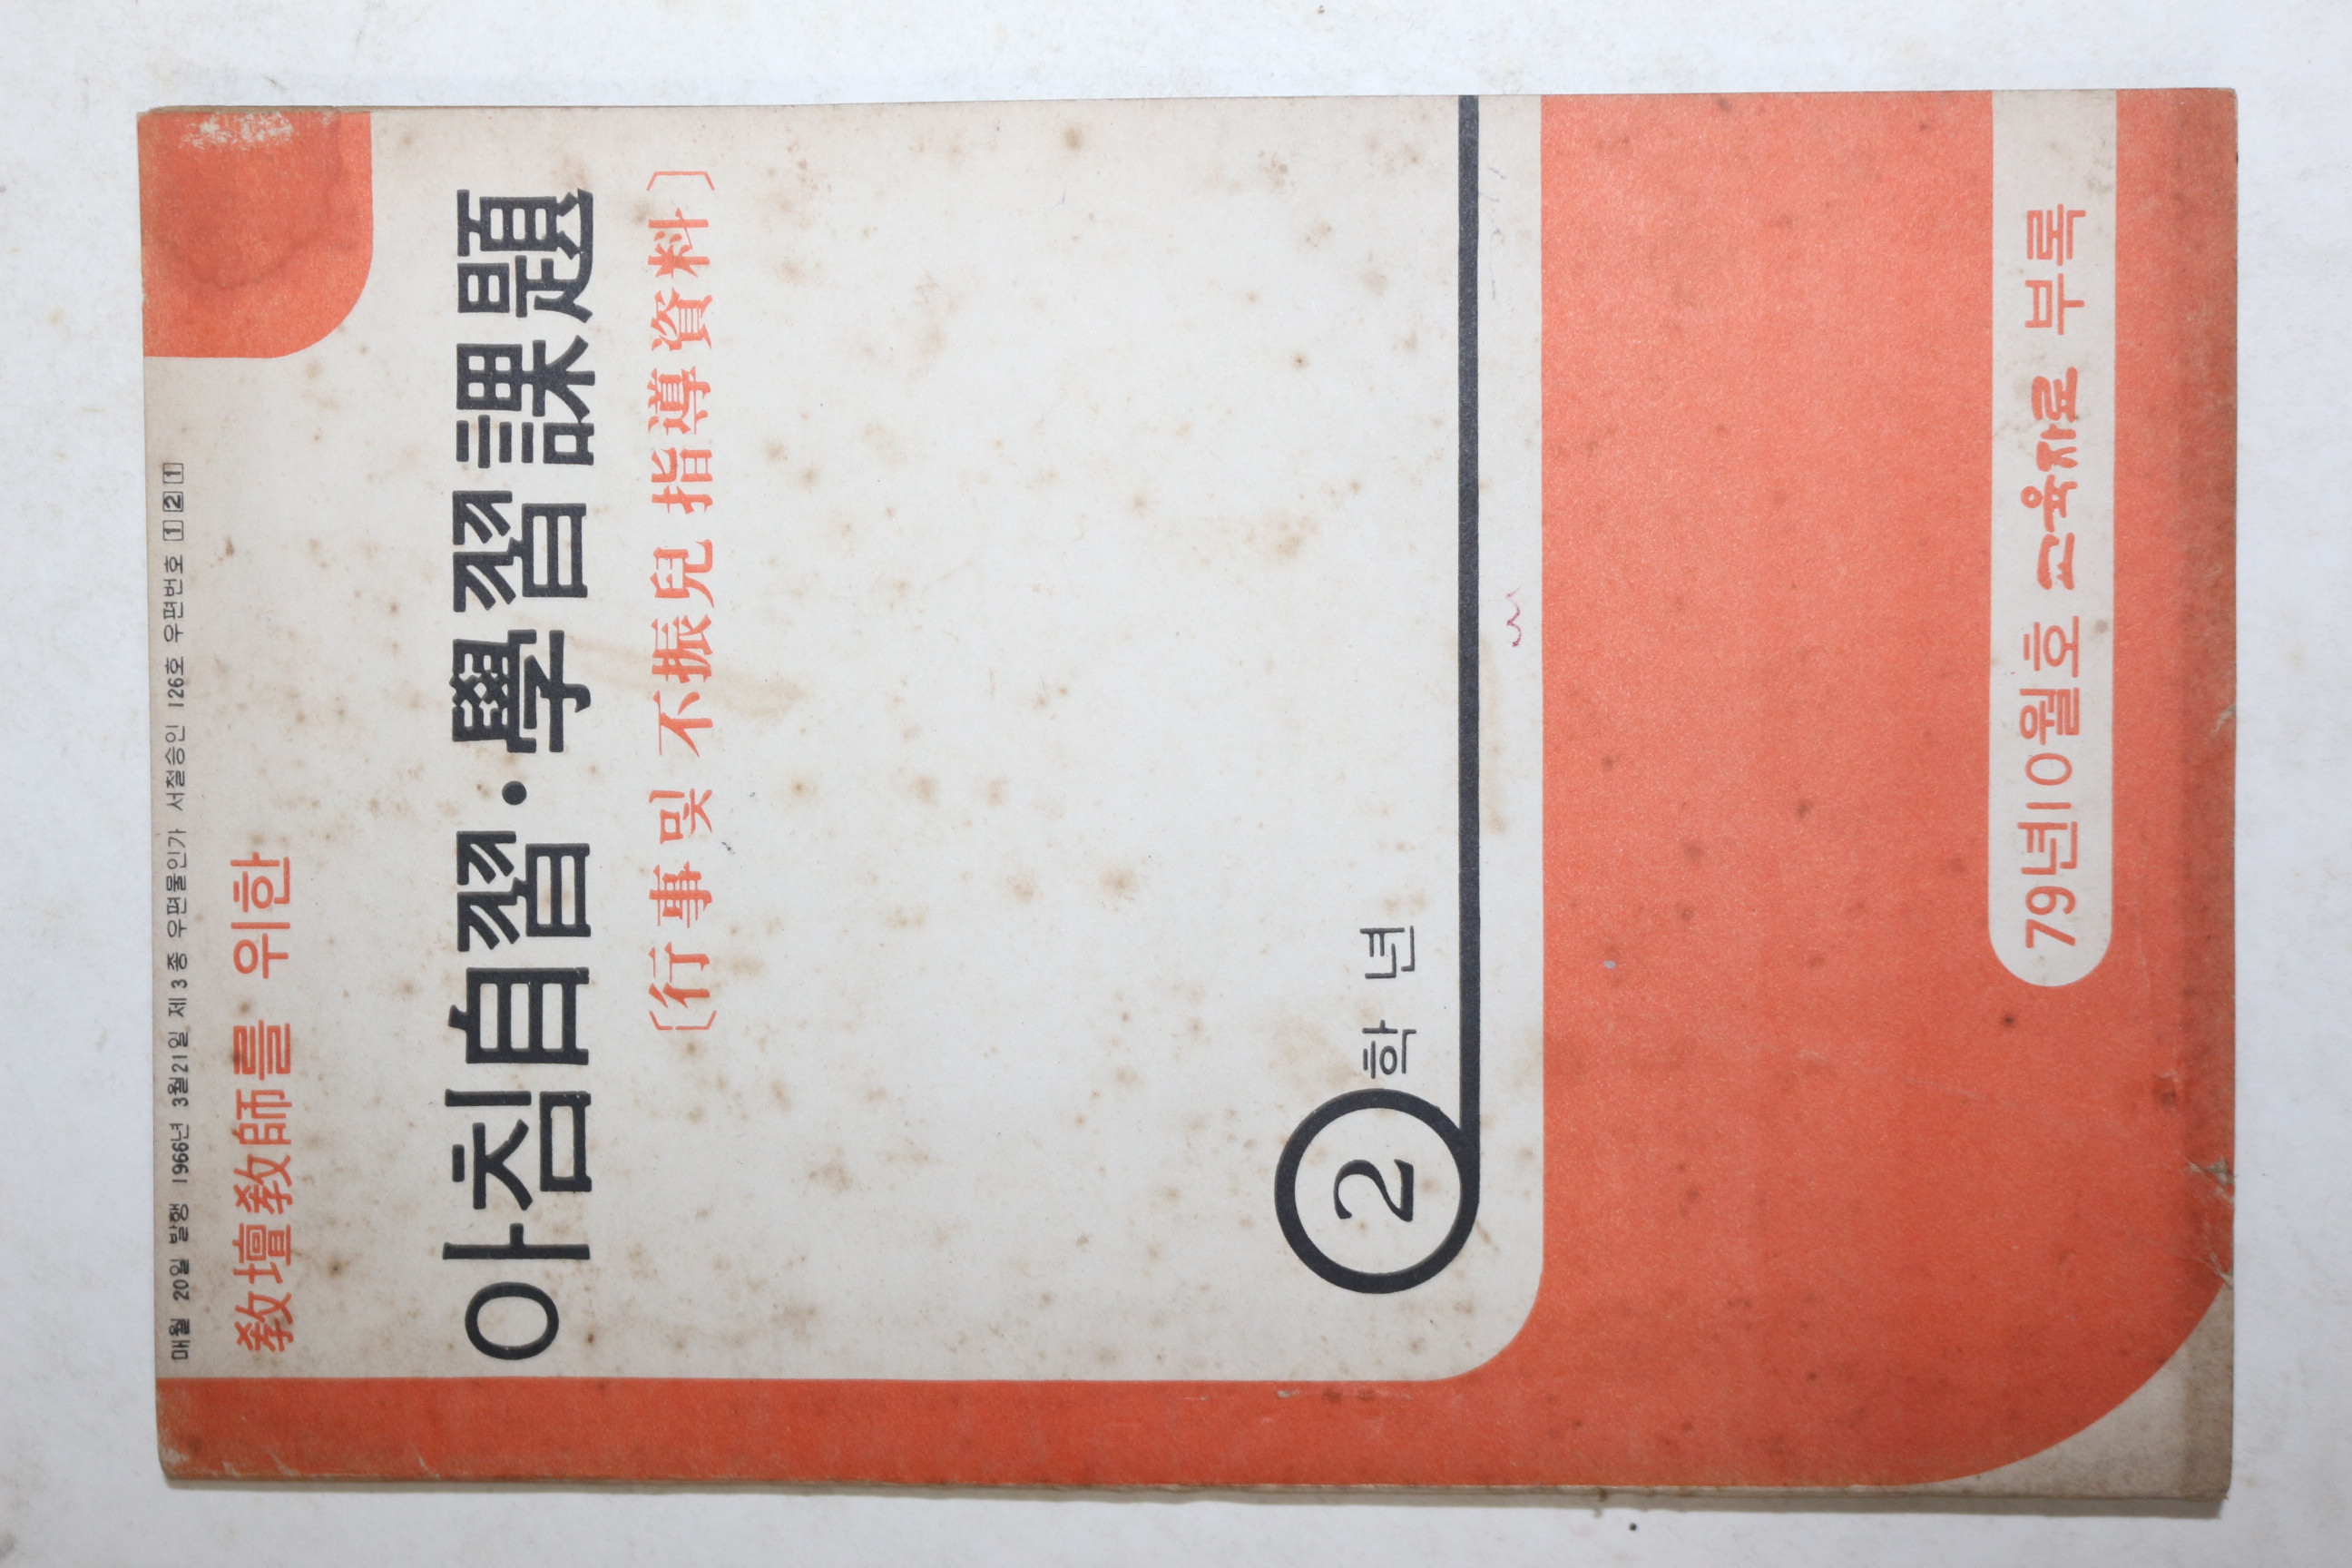 매월 20일 발행 1966년 3월21일 제3종 우편물인가 서철승인 126호 우편번호 1 2 1
敎壇敎師를 위한
아침自習·學習課題
〔行事및 不振兒 指導資料〕
2학년
79년10월호 교육자료 부록